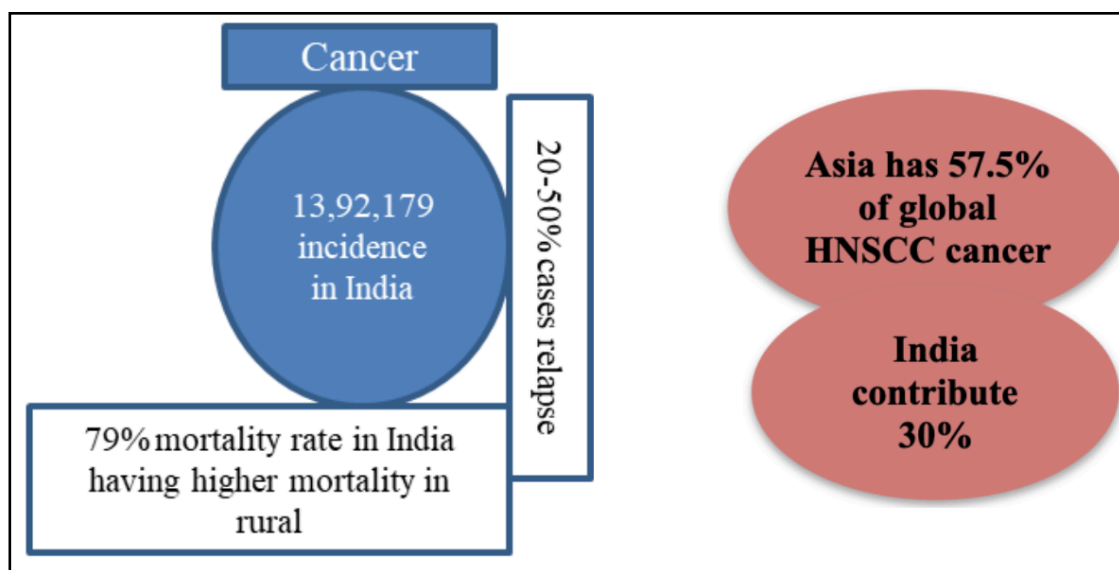 Cancer
13,92,179
incidence
in India
20-50% cases relapse
79% mortality rate in India
having higher mortality in
rural
Asia has 57.5%
of global
HNSCC cancer
India
contribute
30%